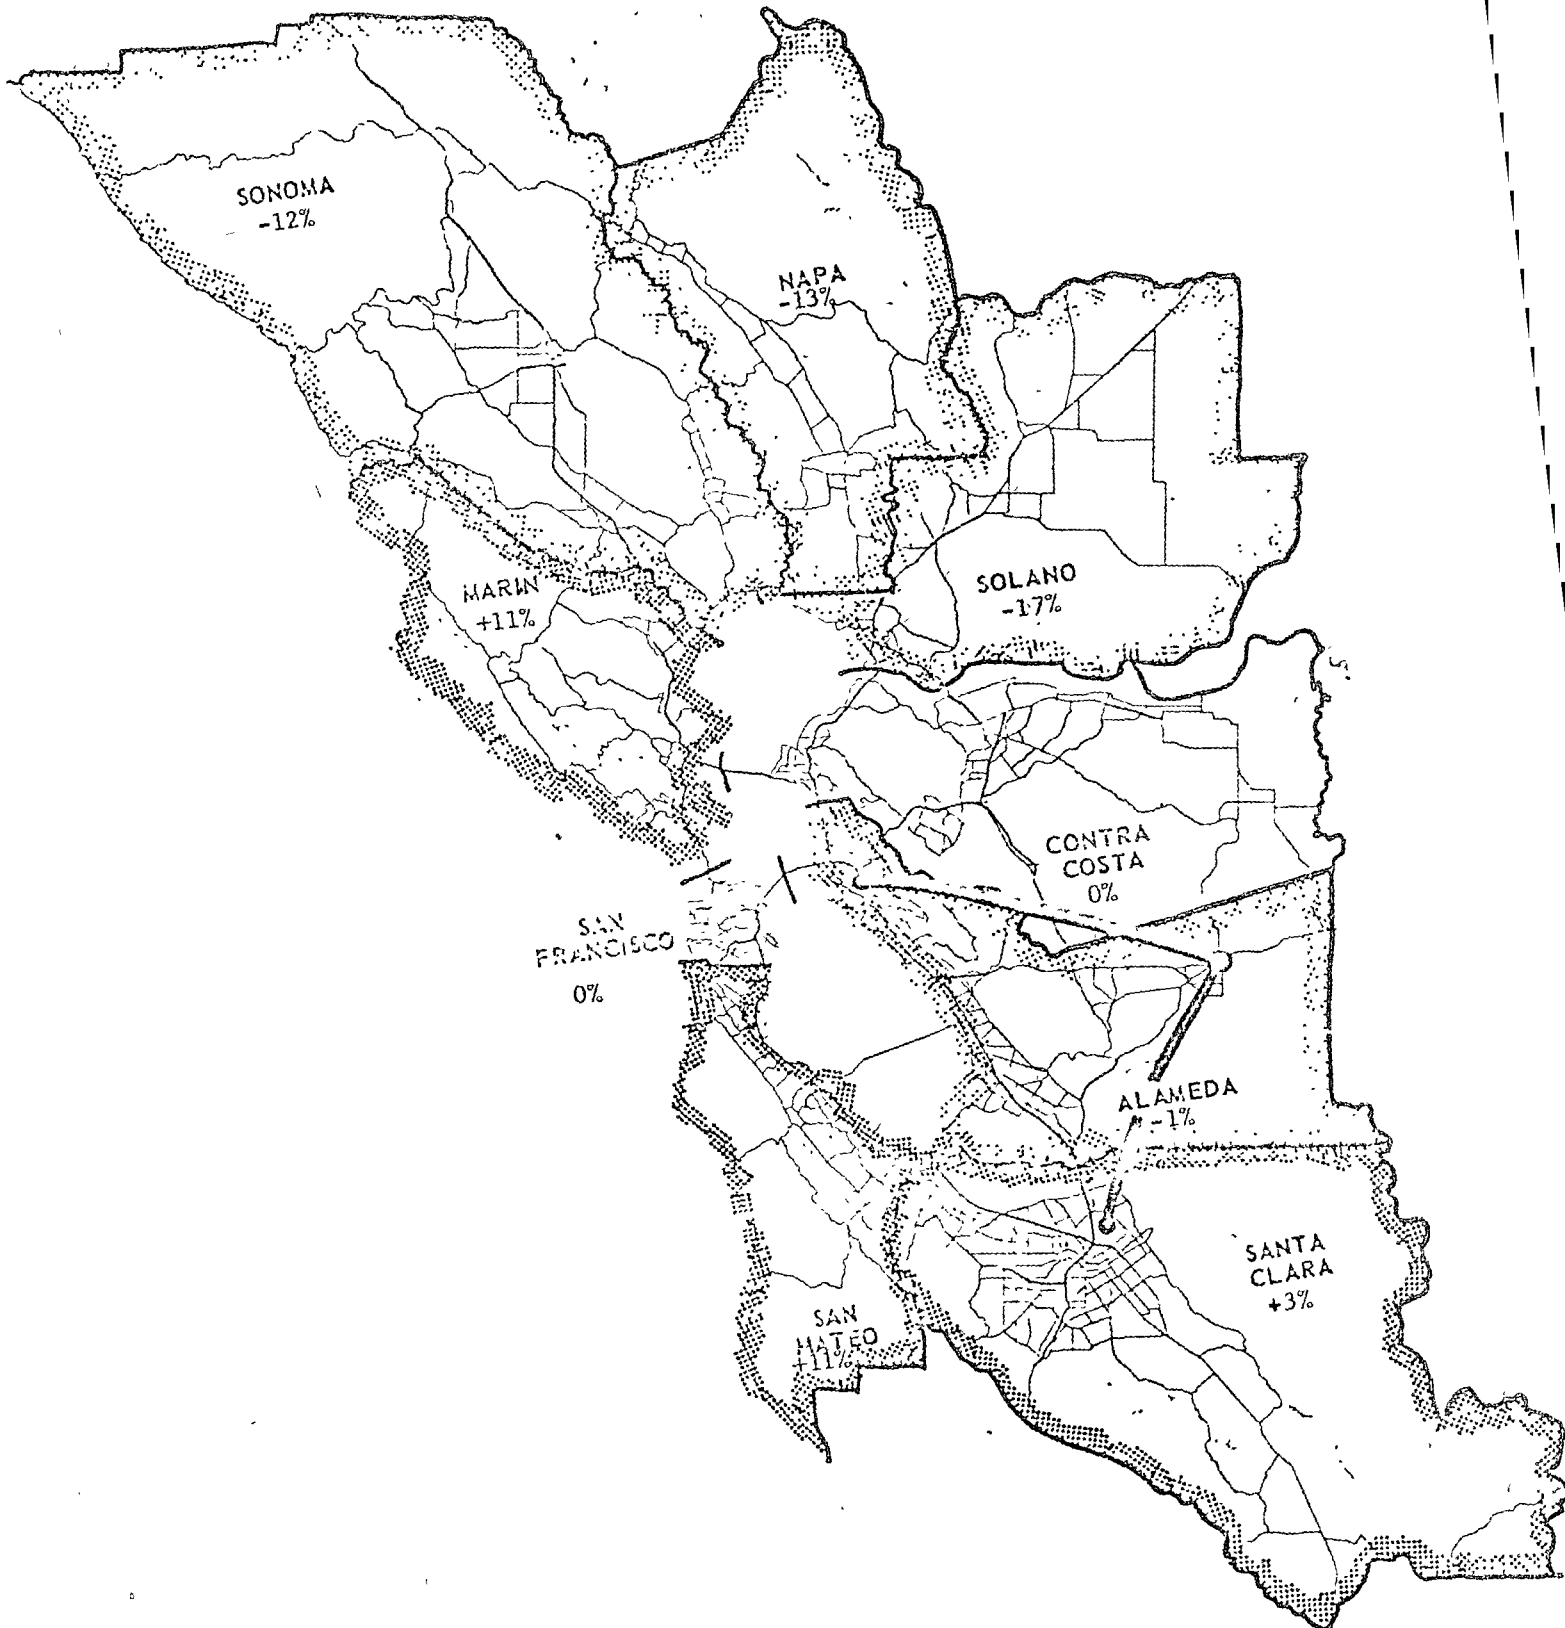 SONOMA
-12%
NAPA
-13%
SOLANO
-17%
MARIN
+11%
CONTRA
COSTA
0%
SAN
FRANCISCO
0%
ALAMEDA
-1%
SANTA
CLARA
+3%
SAN
MATEO
+11%